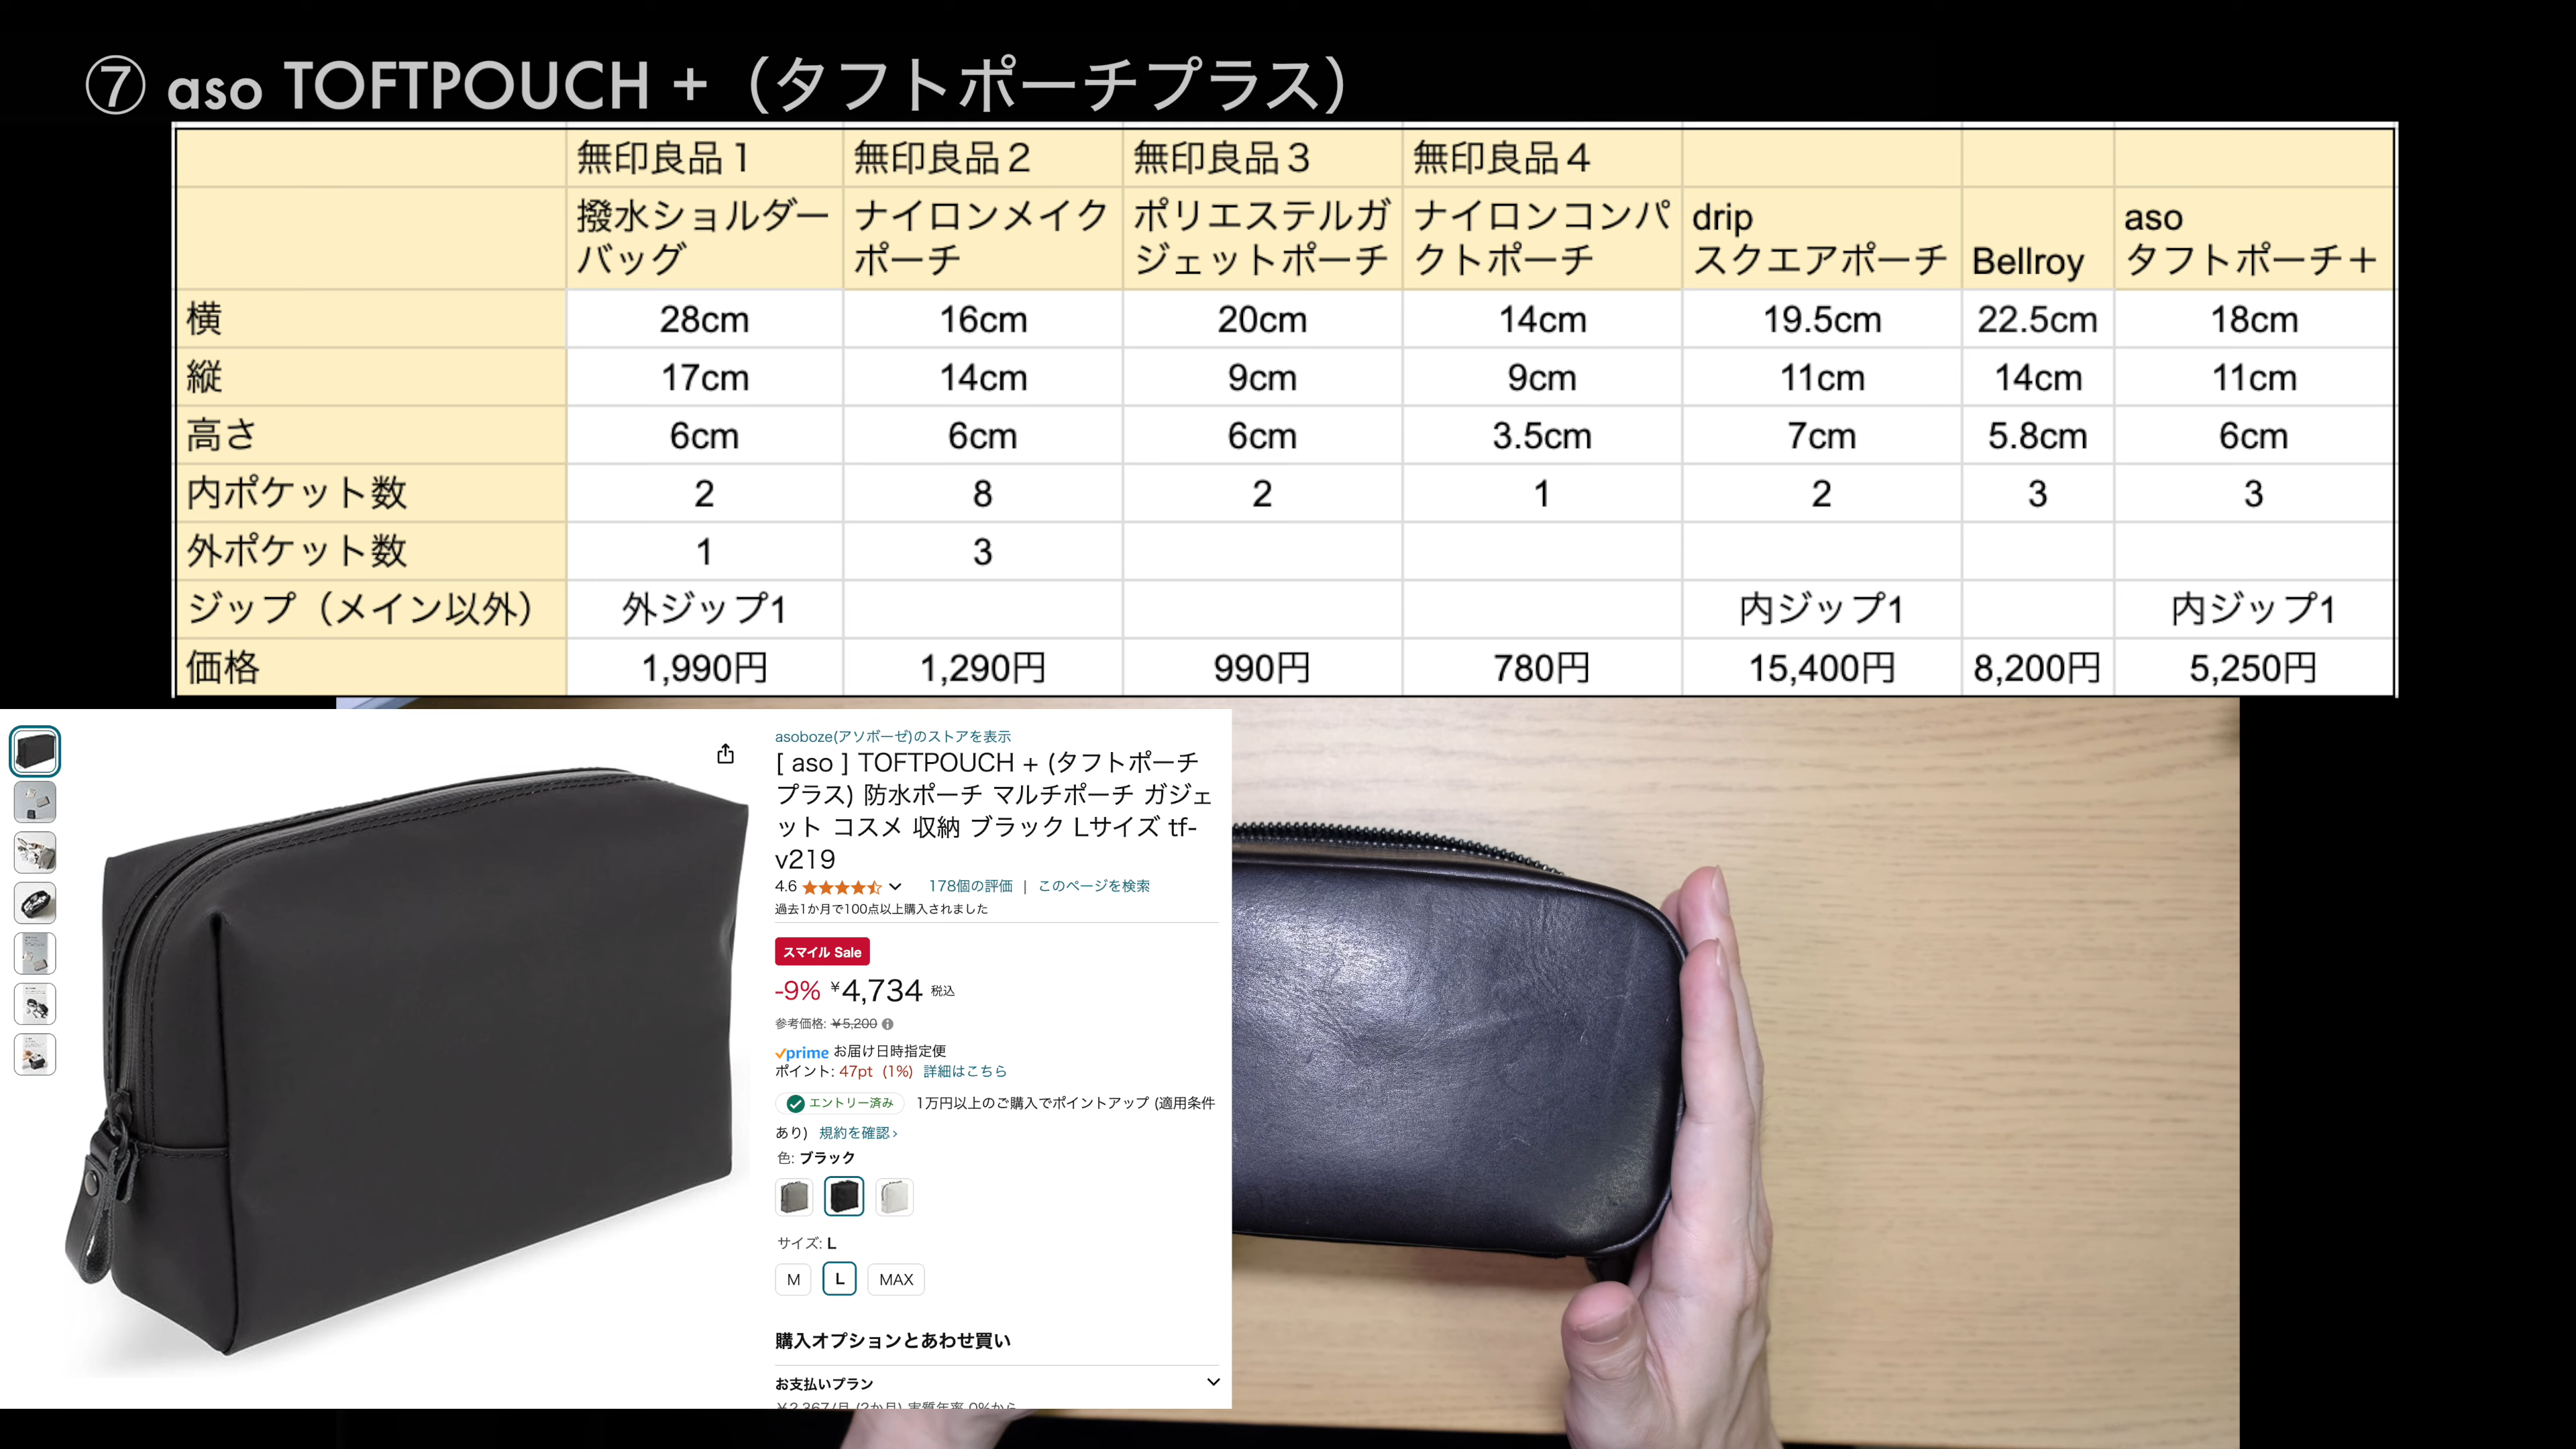 ⑦ aso TOFTPOUCH +（タフトポーチプラス）
無印良品１ 無印良品２ 無印良品３ 無印良品４
撥水ショルダーバッグ ナイロンメイクポーチ ポリエステルガジェットポーチ ナイロンコンパクトポーチ drip スクエアポーチ Bellroy aso タフトポーチ＋
横 28cm 16cm 20cm 14cm 19.5cm 22.5cm 18cm
縦 17cm 14cm 9cm 9cm 11cm 14cm 11cm
高さ 6cm 6cm 6cm 3.5cm 7cm 5.8cm 6cm
内ポケット数 2 8 2 1 2 3 3
外ポケット数 1 3
ジップ（メイン以外） 外ジップ1 内ジップ1 内ジップ1
価格 1,990円 1,290円 990円 780円 15,400円 8,200円 5,250円
asoboze(アソボーゼ)のストアを表示
[ aso ] TOFTPOUCH + (タフトポーチ
プラス) 防水ポーチ マルチポーチ ガジェ
ット コスメ 収納 ブラック Lサイズ tf-
v219
4.6 178個の評価 | このページを検索
過去1か月で100点以上購入されました
スマイル Sale
-9% ¥4,734 税込
参考価格: ¥5,200
prime お届け日時指定便
ポイント: 47pt (1%) 詳細はこちら
エントリー済み 1万円以上のご購入でポイントアップ (適用条件
あり) 規約を確認 ›
色: ブラック
サイズ: L
M L MAX
購入オプションとあわせ買い
お支払いプラン
¥2,367/月 (2か月) 実質年率 0%から